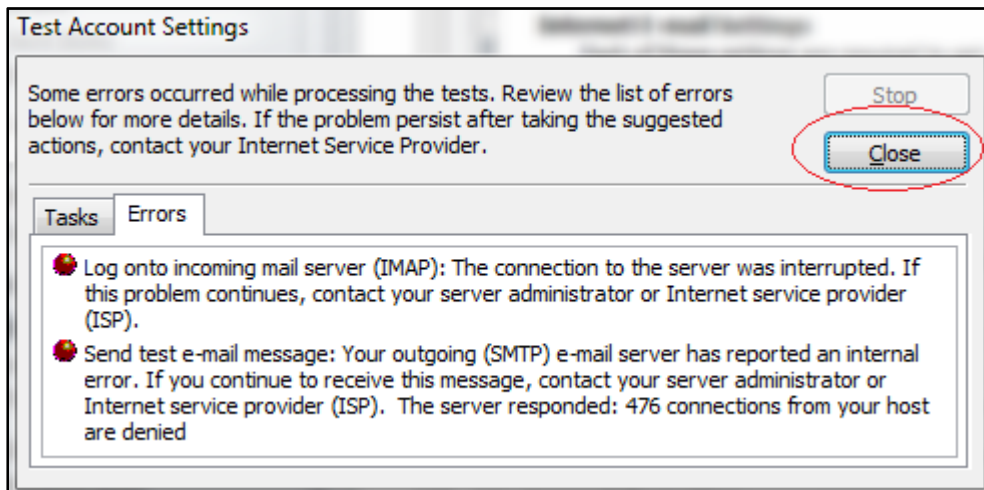 Test Account Settings
Some errors occurred while processing the tests. Review the list of errors
below for more details. If the problem persist after taking the suggested
actions, contact your Internet Service Provider.
Stop
Close
Tasks
Errors
Log onto incoming mail server (IMAP): The connection to the server was interrupted. If
this problem continues, contact your server administrator or Internet service provider
(ISP).
Send test e-mail message: Your outgoing (SMTP) e-mail server has reported an internal
error. If you continue to receive this message, contact your server administrator or
Internet service provider (ISP).  The server responded: 476 connections from your host
are denied